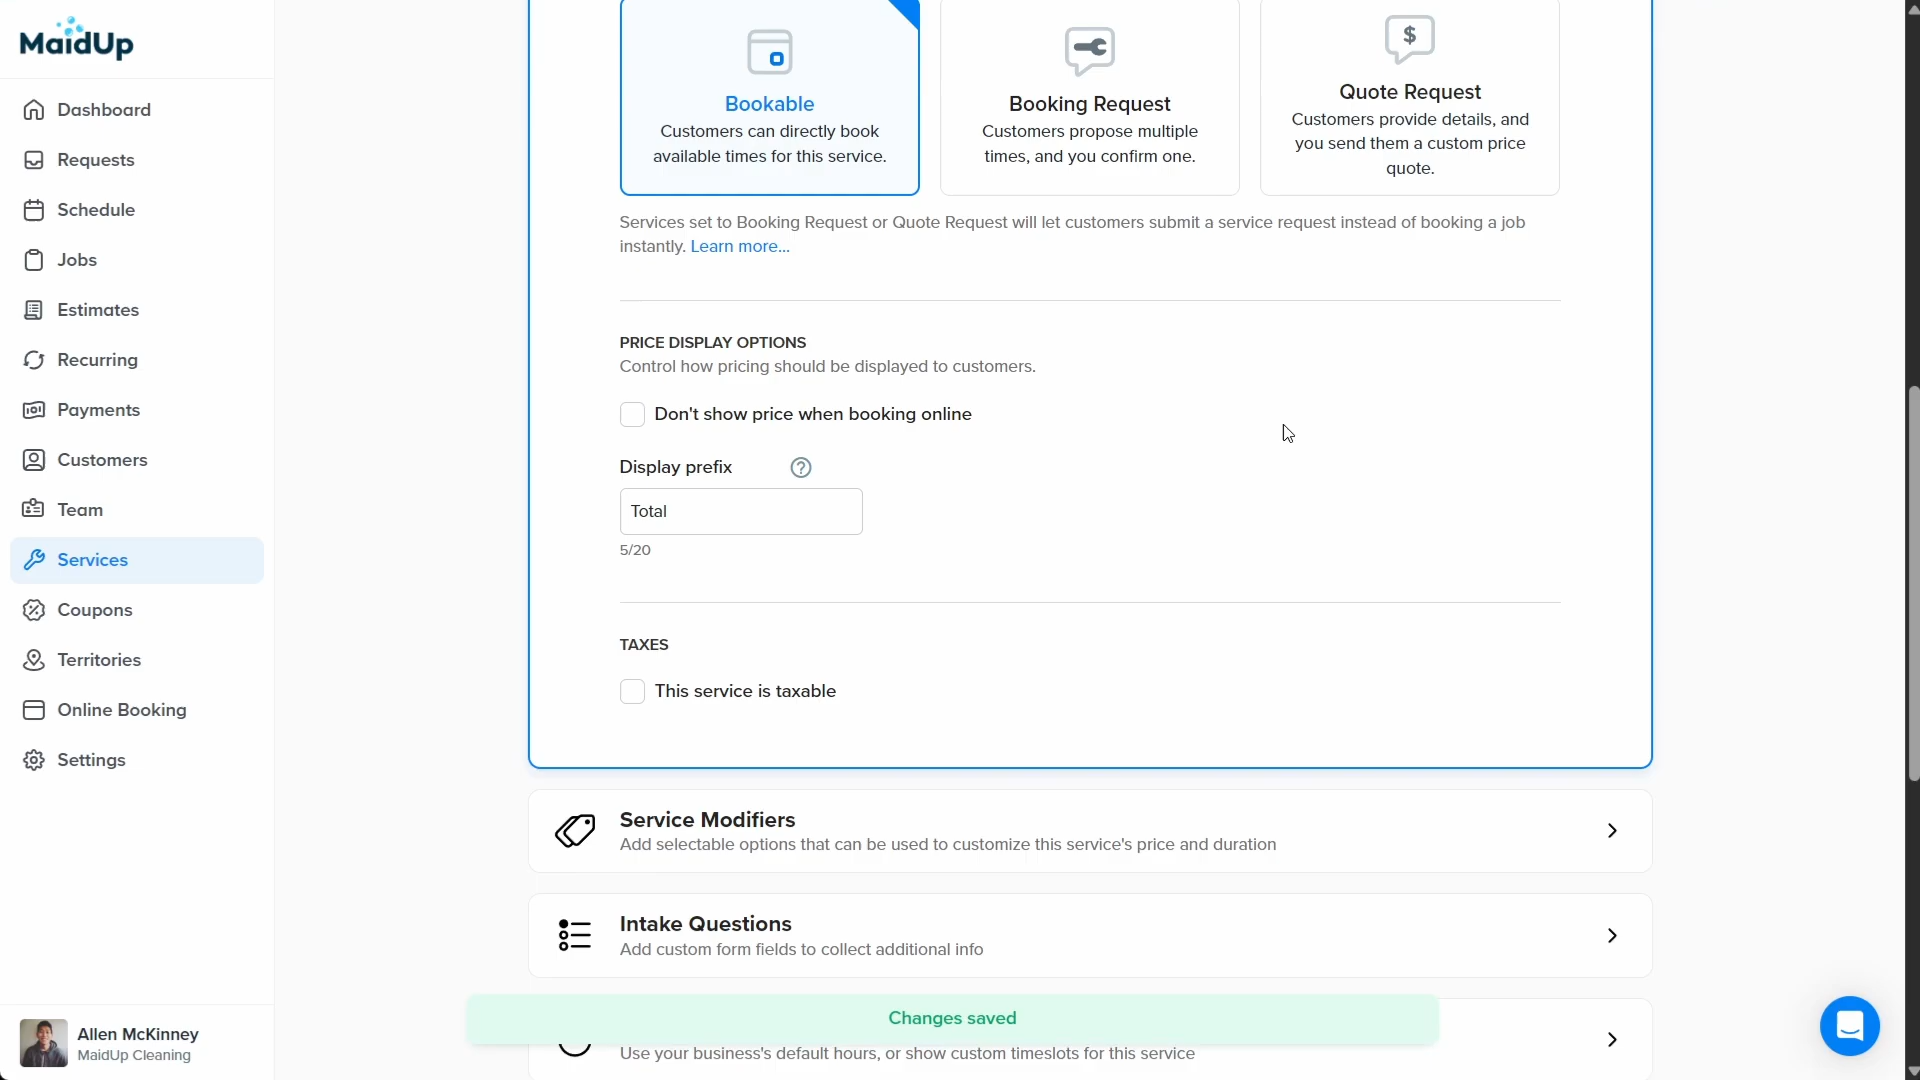 MaidUp
Dashboard
Requests
Schedule
Jobs
Estimates
Recurring
Payments
Customers
Team
Services
Coupons
Territories
Online Booking
Settings
Allen McKinney
MaidUp Cleaning
Bookable
Customers can directly book
available times for this service.
Booking Request
Customers propose multiple
times, and you confirm one.
$
Quote Request
Customers provide details, and
you send them a custom price
quote.
Services set to Booking Request or Quote Request will let customers submit a service request instead of booking a job
instantly. Learn more...
PRICE DISPLAY OPTIONS
Control how pricing should be displayed to customers.
Don't show price when booking online
Display prefix ?
Total
5/20
TAXES
This service is taxable
Service Modifiers
Add selectable options that can be used to customize this service's price and duration
Intake Questions
Add custom form fields to collect additional info
Changes saved
Use your business's default hours, or show custom timeslots for this service